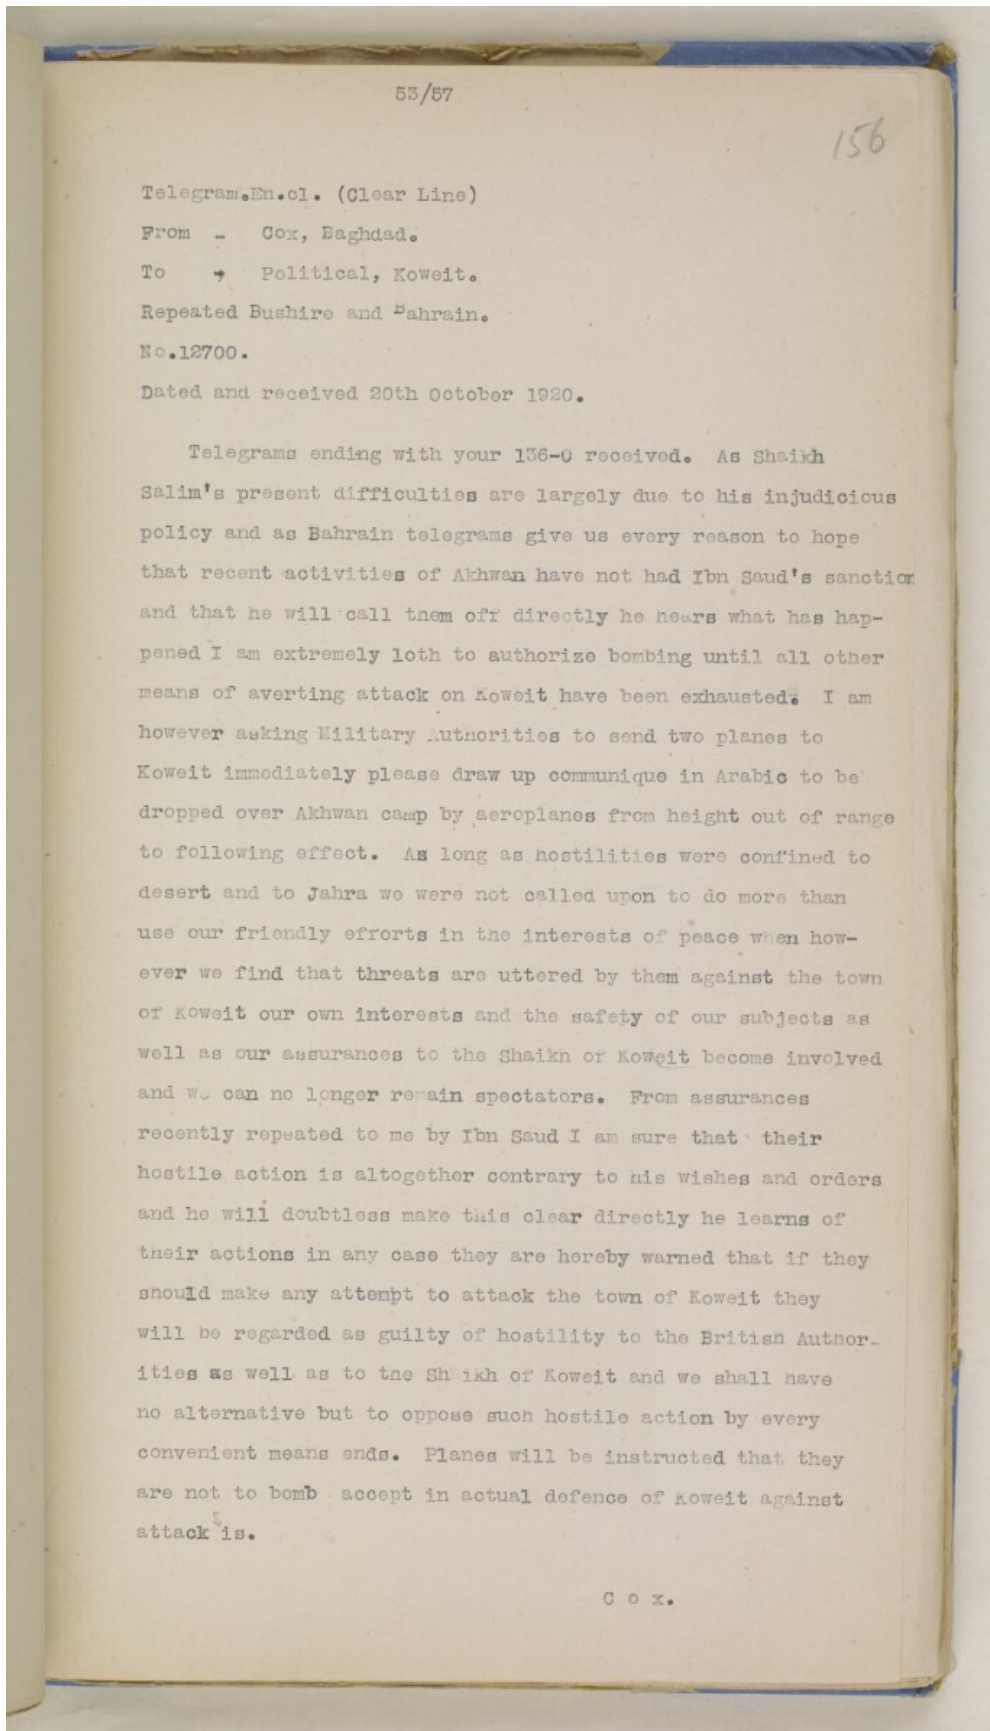 53/57
156
Telegram.En.cl. (Clear Line)
From - Cox, Baghdad.
To - Political, Koweit.
Repeated Bushire and Bahrain.
No.12700.
Dated and received 20th October 1920.
Telegrams ending with your 136-C received. As Shaikh
Salim's present difficulties are largely due to his injudicious
policy and as Bahrain telegrams give us every reason to hope
that recent activities of Akhwan have not had Ibn Saud's sanction
and that he will call them off directly he hears what has hap-
pened I am extremely loth to authorize bombing until all other
means of averting attack on Koweit have been exhausted. I am
however asking Military Authorities to send two planes to
Koweit immediately please draw up communique in Arabic to be
dropped over Akhwan camp by aeroplanes from height out of range
to following effect. As long as hostilities were confined to
desert and to Jahra we were not called upon to do more than
use our friendly efforts in the interests of peace when how-
ever we find that threats are uttered by them against the town
of Koweit our own interests and the safety of our subjects as
well as our assurances to the Shaikh of Koweit become involved
and we can no longer remain spectators. From assurances
recently repeated to me by Ibn Saud I am sure that their
hostile action is altogether contrary to his wishes and orders
and he will doubtless make this clear directly he learns of
their actions in any case they are hereby warned that if they
should make any attempt to attack the town of Koweit they
will be regarded as guilty of hostility to the British Author-
ities as well as to the Shaikh of Koweit and we shall have
no alternative but to oppose such hostile action by every
convenient means ends. Planes will be instructed that they
are not to bomb accept in actual defence of Koweit against
attack is.
Cox.